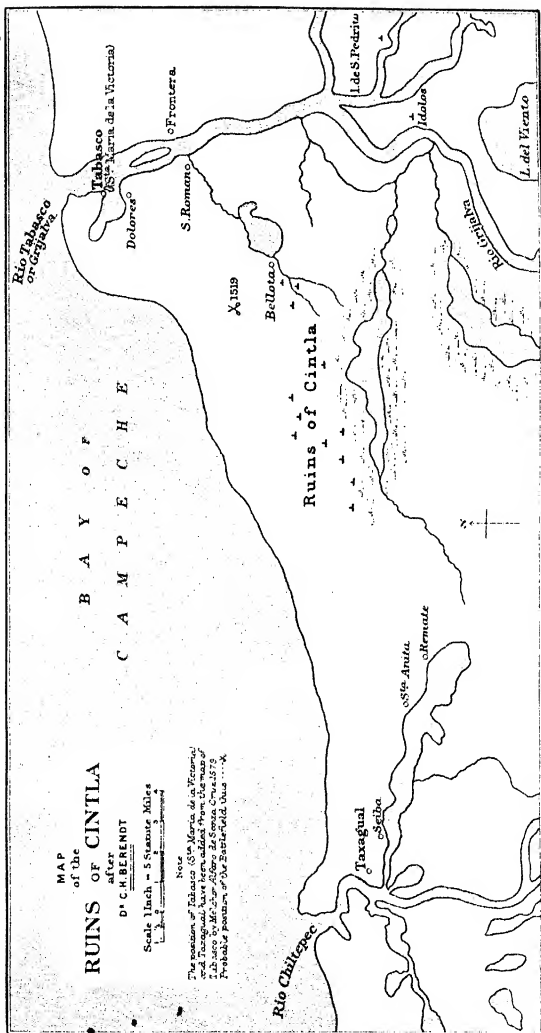 MAP
of the
RUINS OF CINTLA
after
Dr C.H. BERENDT
Scale 1 Inch = 5 Statute Miles
Note
The position of Tabasco (Sta. Maria de la Victoria)
and Taxagual have been added from the map of
Tabasco by Melchor Alfaro de Santa Cruz 1579
Probable position of the Battlefield thus
BAY OF
CAMPECHE
Rio Tabasco
or Grijalva.
Tabasco
(Sta. Maria de la Victoria)
Dolores
Frontera
S. Romano
1519
Bellota
Ruins of Cintla
I. de S. Pedrito
Idolos
Rio Grijalva
L. del Viento
N
Rio Chiltepec
Taxagual
Seiba
Sta Anita
Remate